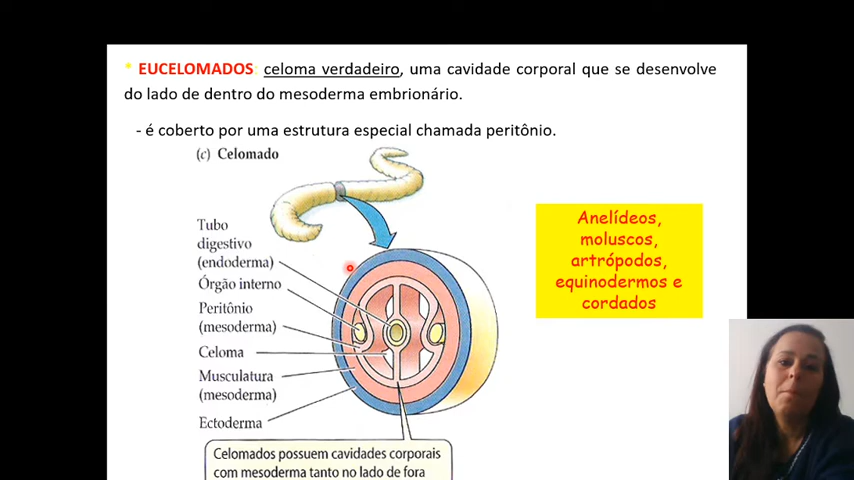 * EUCELOMADOS: celoma verdadeiro, uma cavidade corporal que se desenvolve
do lado de dentro do mesoderma embrionário.
- é coberto por uma estrutura especial chamada peritônio.
(c) Celomado
Tubo
digestivo
(endoderma)
Órgão interno
Peritônio
(mesoderma)
Celoma
Musculatura
(mesoderma)
Ectoderma
Anelídeos,
moluscos,
artrópodos,
equinodermos e
cordados
Celomados possuem cavidades corporais
com mesoderma tanto no lado de fora